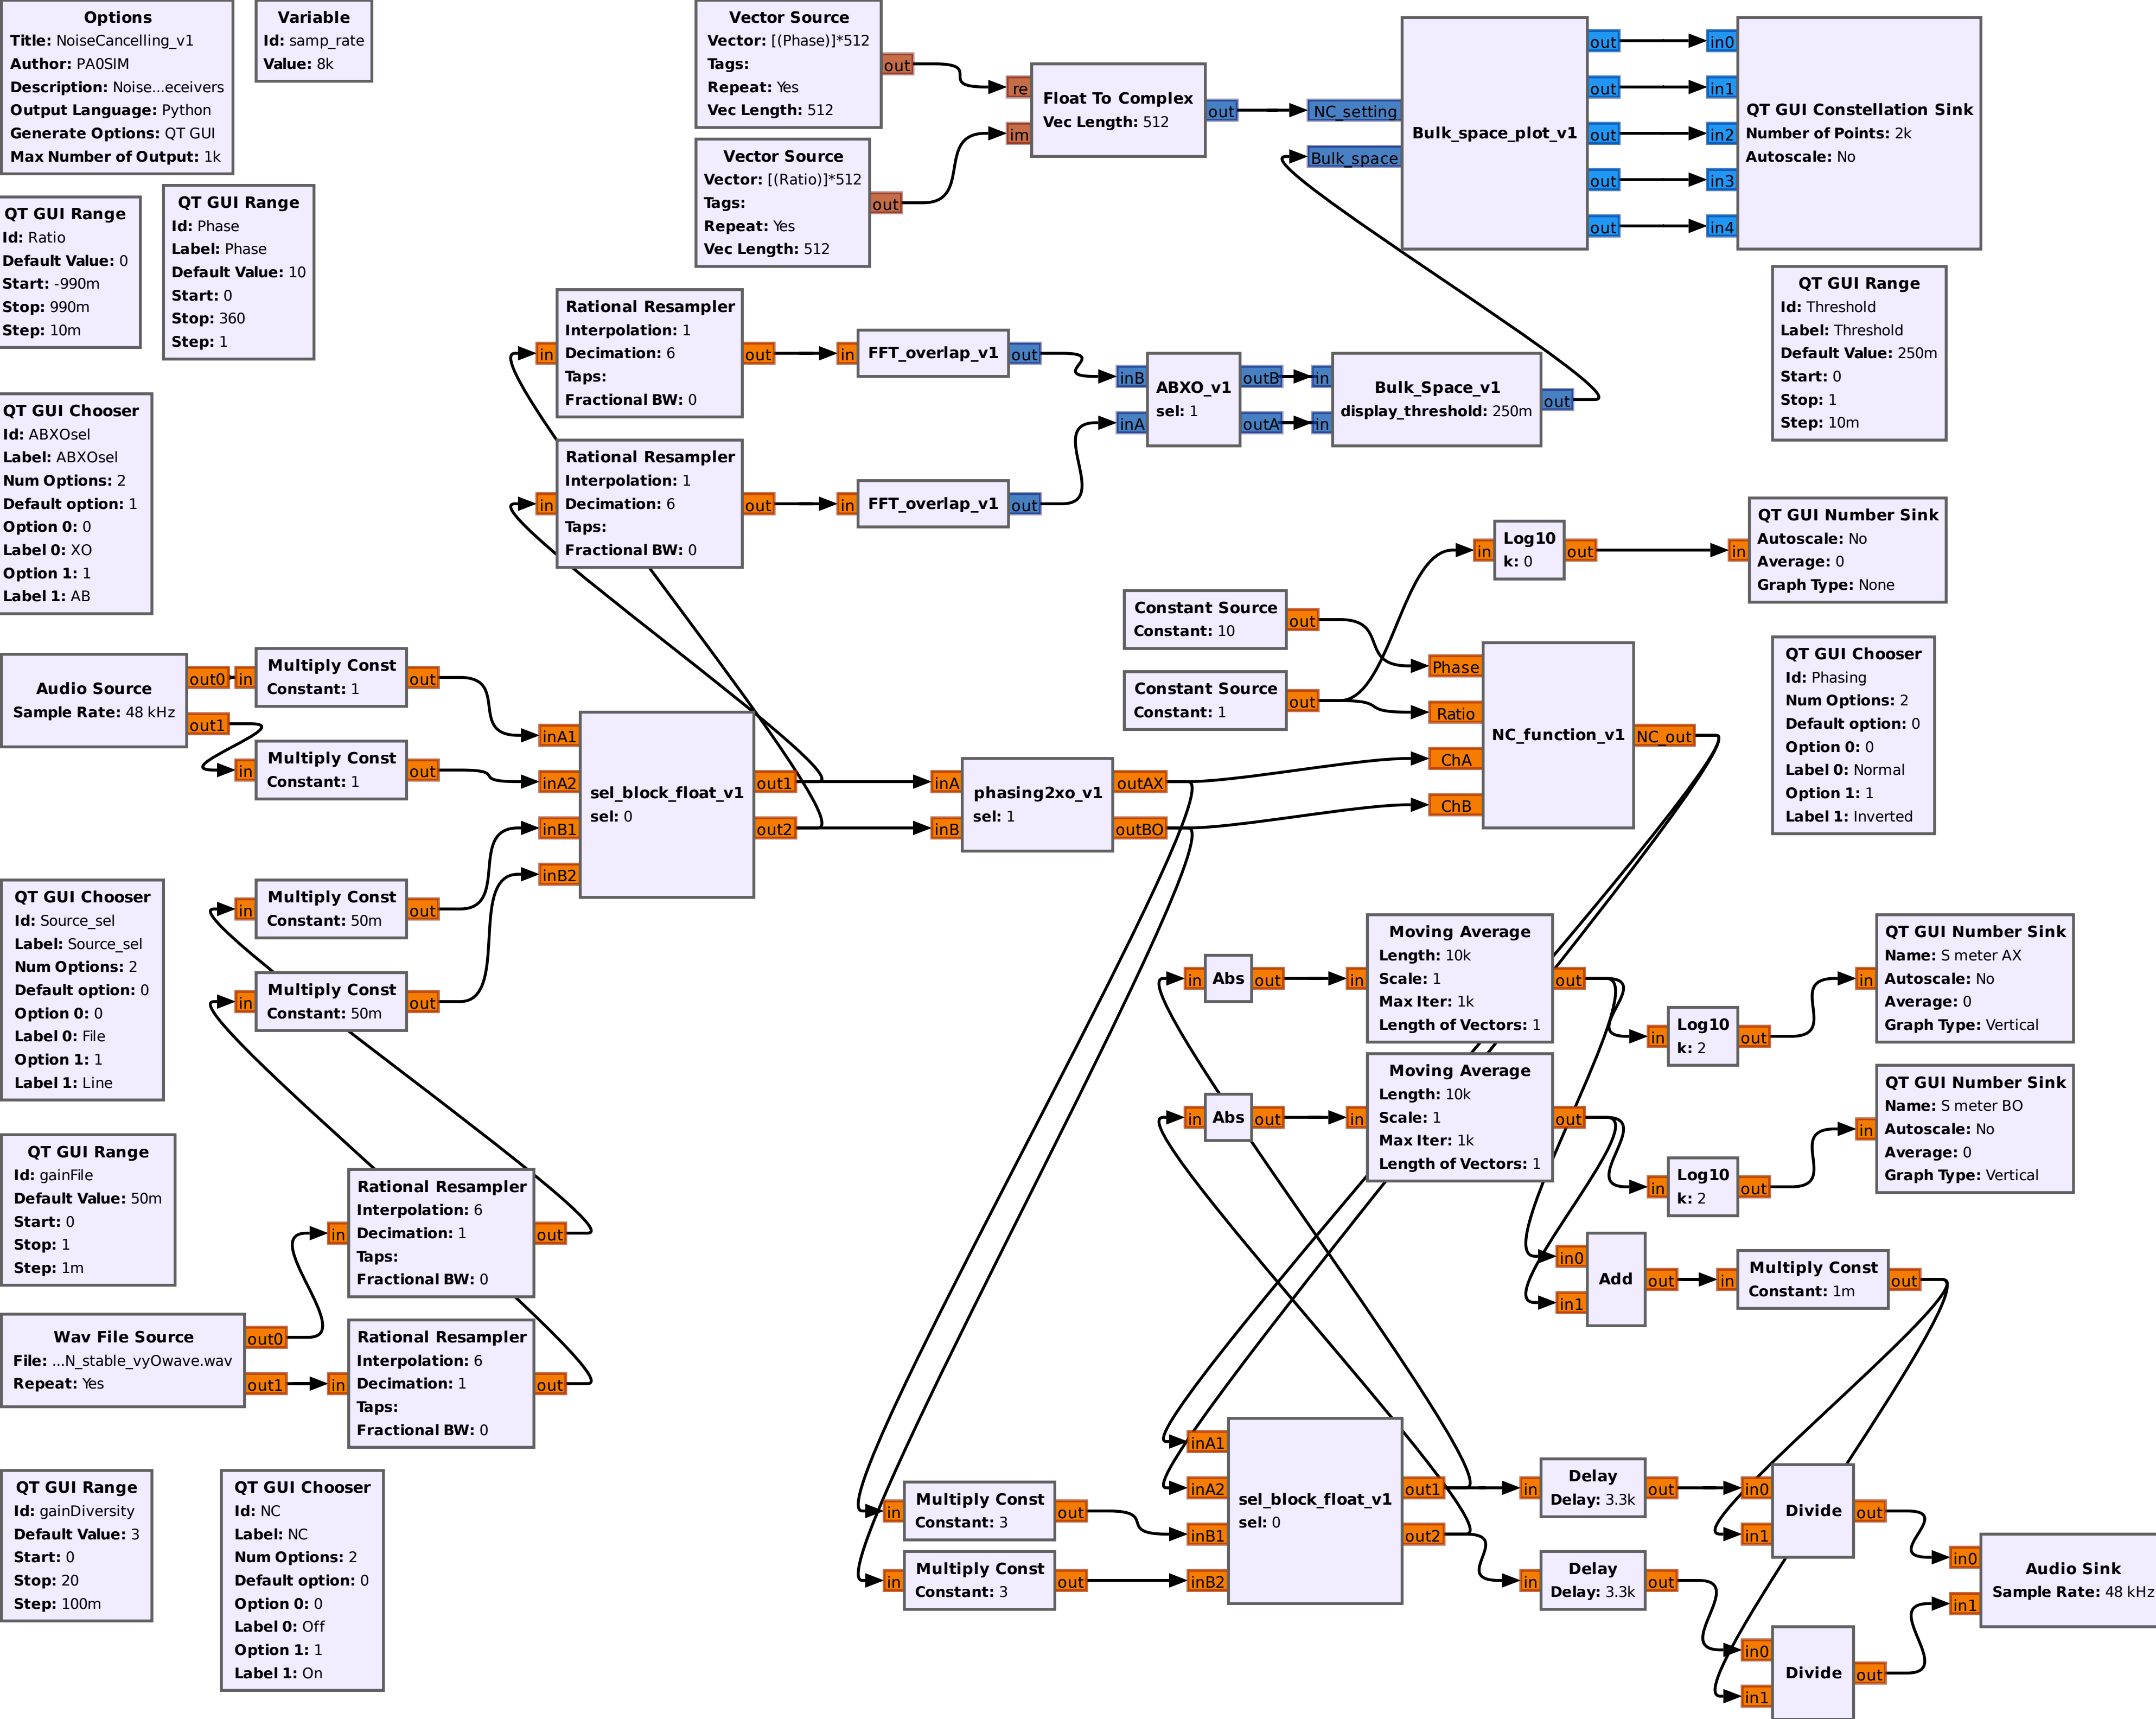 Options
Title: NoiseCancelling_v1
Author: PA0SIM
Description: Noise...eceivers
Output Language: Python
Generate Options: QT GUI
Max Number of Output: 1k
Variable
Id: samp_rate
Value: 8k
Vector Source
Vector: [(Phase)]*512
Tags:
Repeat: Yes
Vec Length: 512
out
Vector Source
Vector: [(Ratio)]*512
Tags:
Repeat: Yes
Vec Length: 512
out
re
im
Float To Complex
Vec Length: 512
out
NC_setting
Bulk_space
Bulk_space_plot_v1
out
out
out
out
out
in0
in1
in2
in3
in4
QT GUI Constellation Sink
Number of Points: 2k
Autoscale: No
QT GUI Range
Id: Ratio
Default Value: 0
Start: -990m
Stop: 990m
Step: 10m
QT GUI Range
Id: Phase
Label: Phase
Default Value: 10
Start: 0
Stop: 360
Step: 1
QT GUI Range
Id: Threshold
Label: Threshold
Default Value: 250m
Start: 0
Stop: 1
Step: 10m
in
Rational Resampler
Interpolation: 1
Decimation: 6
Taps:
Fractional BW: 0
out
in
FFT_overlap_v1
out
in
Rational Resampler
Interpolation: 1
Decimation: 6
Taps:
Fractional BW: 0
out
in
FFT_overlap_v1
out
inB
inA
ABXO_v1
sel: 1
outB
outA
in
in
Bulk_Space_v1
display_threshold: 250m
out
QT GUI Chooser
Id: ABXOsel
Label: ABXOsel
Num Options: 2
Default option: 1
Option 0: 0
Label 0: XO
Option 1: 1
Label 1: AB
in
Log10
k: 0
out
in
QT GUI Number Sink
Autoscale: No
Average: 0
Graph Type: None
Constant Source
Constant: 10
out
Constant Source
Constant: 1
out
Phase
Ratio
ChA
ChB
NC_function_v1
NC_out
QT GUI Chooser
Id: Phasing
Num Options: 2
Default option: 0
Option 0: 0
Label 0: Normal
Option 1: 1
Label 1: Inverted
Audio Source
Sample Rate: 48 kHz
out0
out1
in
Multiply Const
Constant: 1
out
in
Multiply Const
Constant: 1
out
inA1
inA2
inB1
inB2
sel_block_float_v1
sel: 0
out1
out2
inA
inB
phasing2xo_v1
sel: 1
outAX
outBO
QT GUI Chooser
Id: Source_sel
Label: Source_sel
Num Options: 2
Default option: 0
Option 0: 0
Label 0: File
Option 1: 1
Label 1: Line
in
Multiply Const
Constant: 50m
out
in
Multiply Const
Constant: 50m
out
in
Abs
out
in
Moving Average
Length: 10k
Scale: 1
Max Iter: 1k
Length of Vectors: 1
out
in
Log10
k: 2
out
in
QT GUI Number Sink
Name: S meter AX
Autoscale: No
Average: 0
Graph Type: Vertical
in
Abs
out
in
Moving Average
Length: 10k
Scale: 1
Max Iter: 1k
Length of Vectors: 1
out
in
Log10
k: 2
out
in
QT GUI Number Sink
Name: S meter BO
Autoscale: No
Average: 0
Graph Type: Vertical
QT GUI Range
Id: gainFile
Default Value: 50m
Start: 0
Stop: 1
Step: 1m
in
Rational Resampler
Interpolation: 6
Decimation: 1
Taps:
Fractional BW: 0
out
in0
in1
Add
out
in
Multiply Const
Constant: 1m
out
Wav File Source
File: ...N_stable_vyOwave.wav
Repeat: Yes
out0
out1
in
Rational Resampler
Interpolation: 6
Decimation: 1
Taps:
Fractional BW: 0
out
QT GUI Range
Id: gainDiversity
Default Value: 3
Start: 0
Stop: 20
Step: 100m
QT GUI Chooser
Id: NC
Label: NC
Num Options: 2
Default option: 0
Option 0: 0
Label 0: Off
Option 1: 1
Label 1: On
in
Multiply Const
Constant: 3
out
in
Multiply Const
Constant: 3
out
inA1
inA2
inB1
inB2
sel_block_float_v1
sel: 0
out1
out2
in
Delay
Delay: 3.3k
out
in
Delay
Delay: 3.3k
out
in0
in1
Divide
out
in0
in1
Divide
out
in0
in1
Audio Sink
Sample Rate: 48 kHz